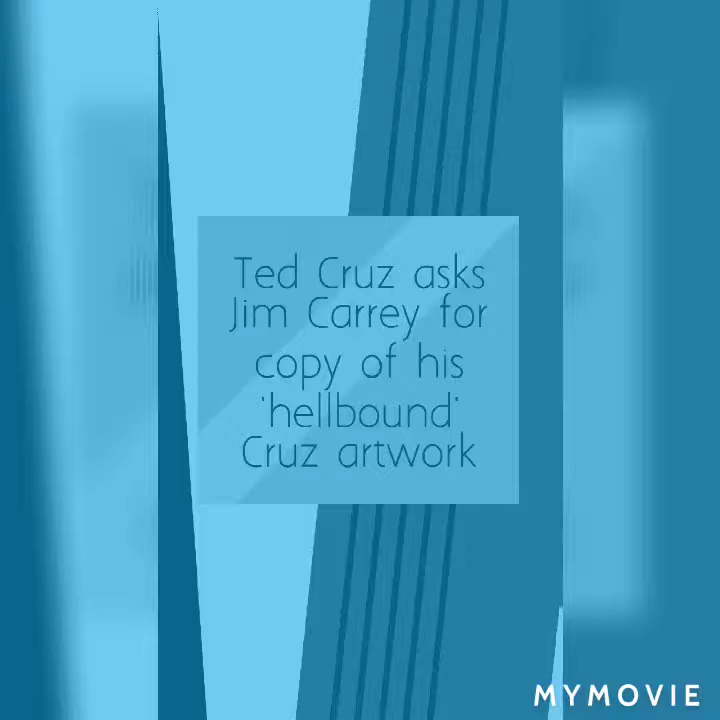 Ted Cruz asks
Jim Carrey for
copy of his
'hellbound'
Cruz artwork
MYMOVIE